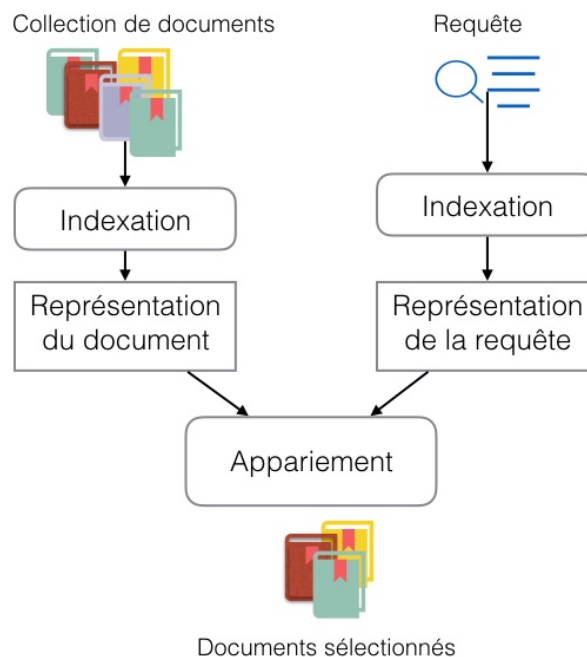 Collection de documents
Requête
Indexation
Indexation
Représentation
du document
Représentation
de la requête
Appariement
Documents sélectionnés